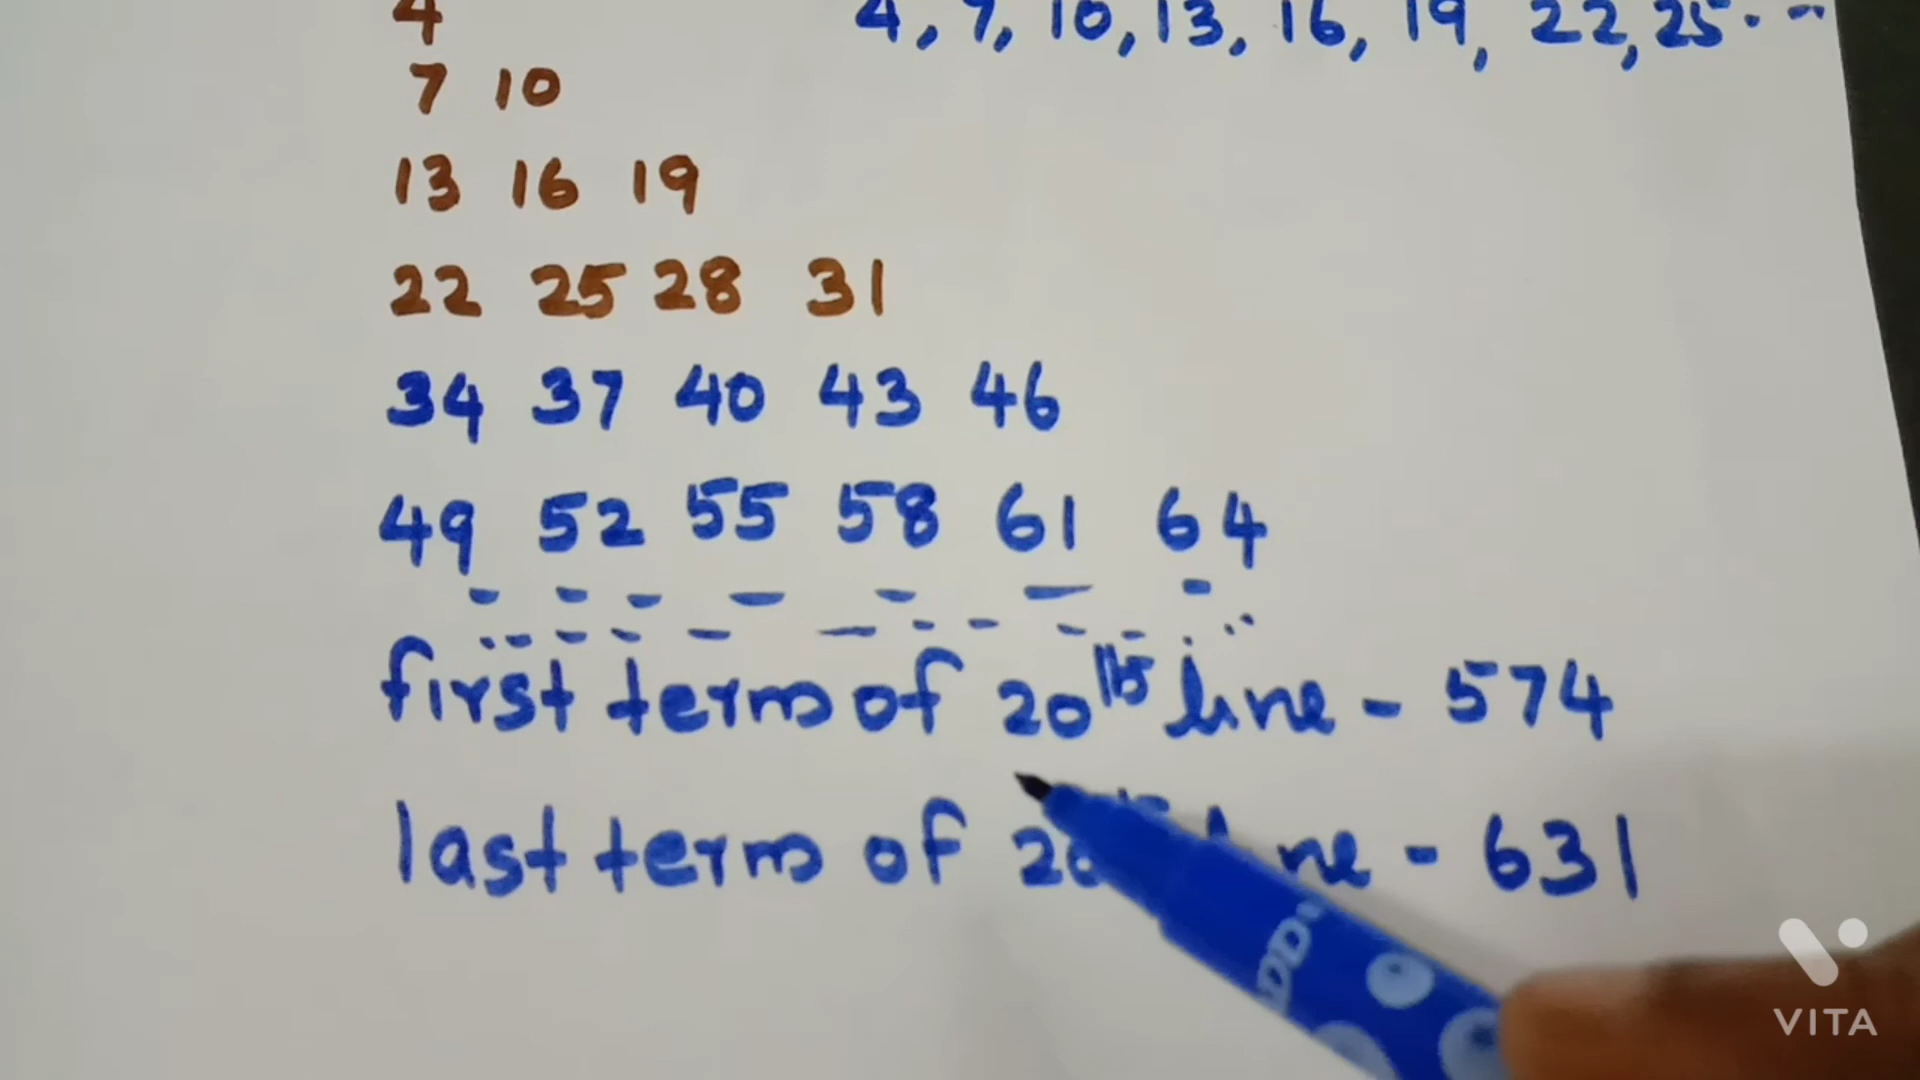 4
4, 7, 10, 13, 16, 19, 22, 25 . --
7 10
13 16 19
22 25 28 31
34 37 40 43 46
49 52 55 58 61 64
first term of 20th line - 574
last term of line - 631
DD
VITA